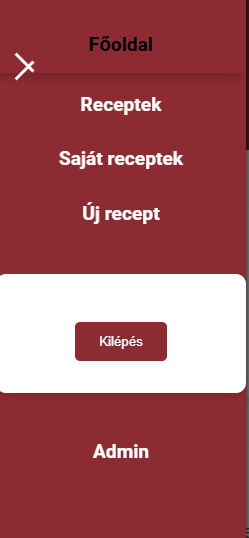 Főoldal
Receptek
Saját receptek
Új recept
Kilépés
Admin